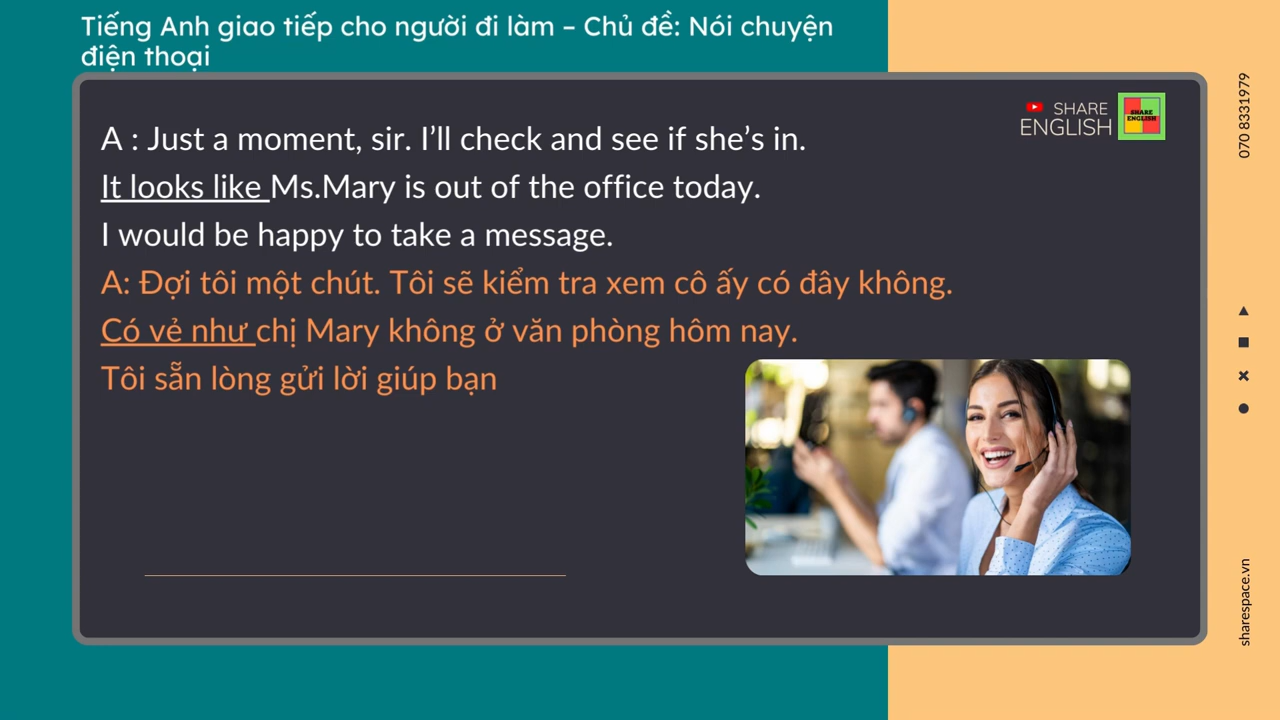 Tiếng Anh giao tiếp cho người đi làm – Chủ đề: Nói chuyện
điện thoại
SHARE
ENGLISH
SHARE
ENGLISH
A : Just a moment, sir. I’ll check and see if she’s in.
It looks like Ms.Mary is out of the office today.
I would be happy to take a message.
A: Đợi tôi một chút. Tôi sẽ kiểm tra xem cô ấy có đây không.
Có vẻ như chị Mary không ở văn phòng hôm nay.
Tôi sẵn lòng gửi lời giúp bạn
070 8331979
sharespace.vn